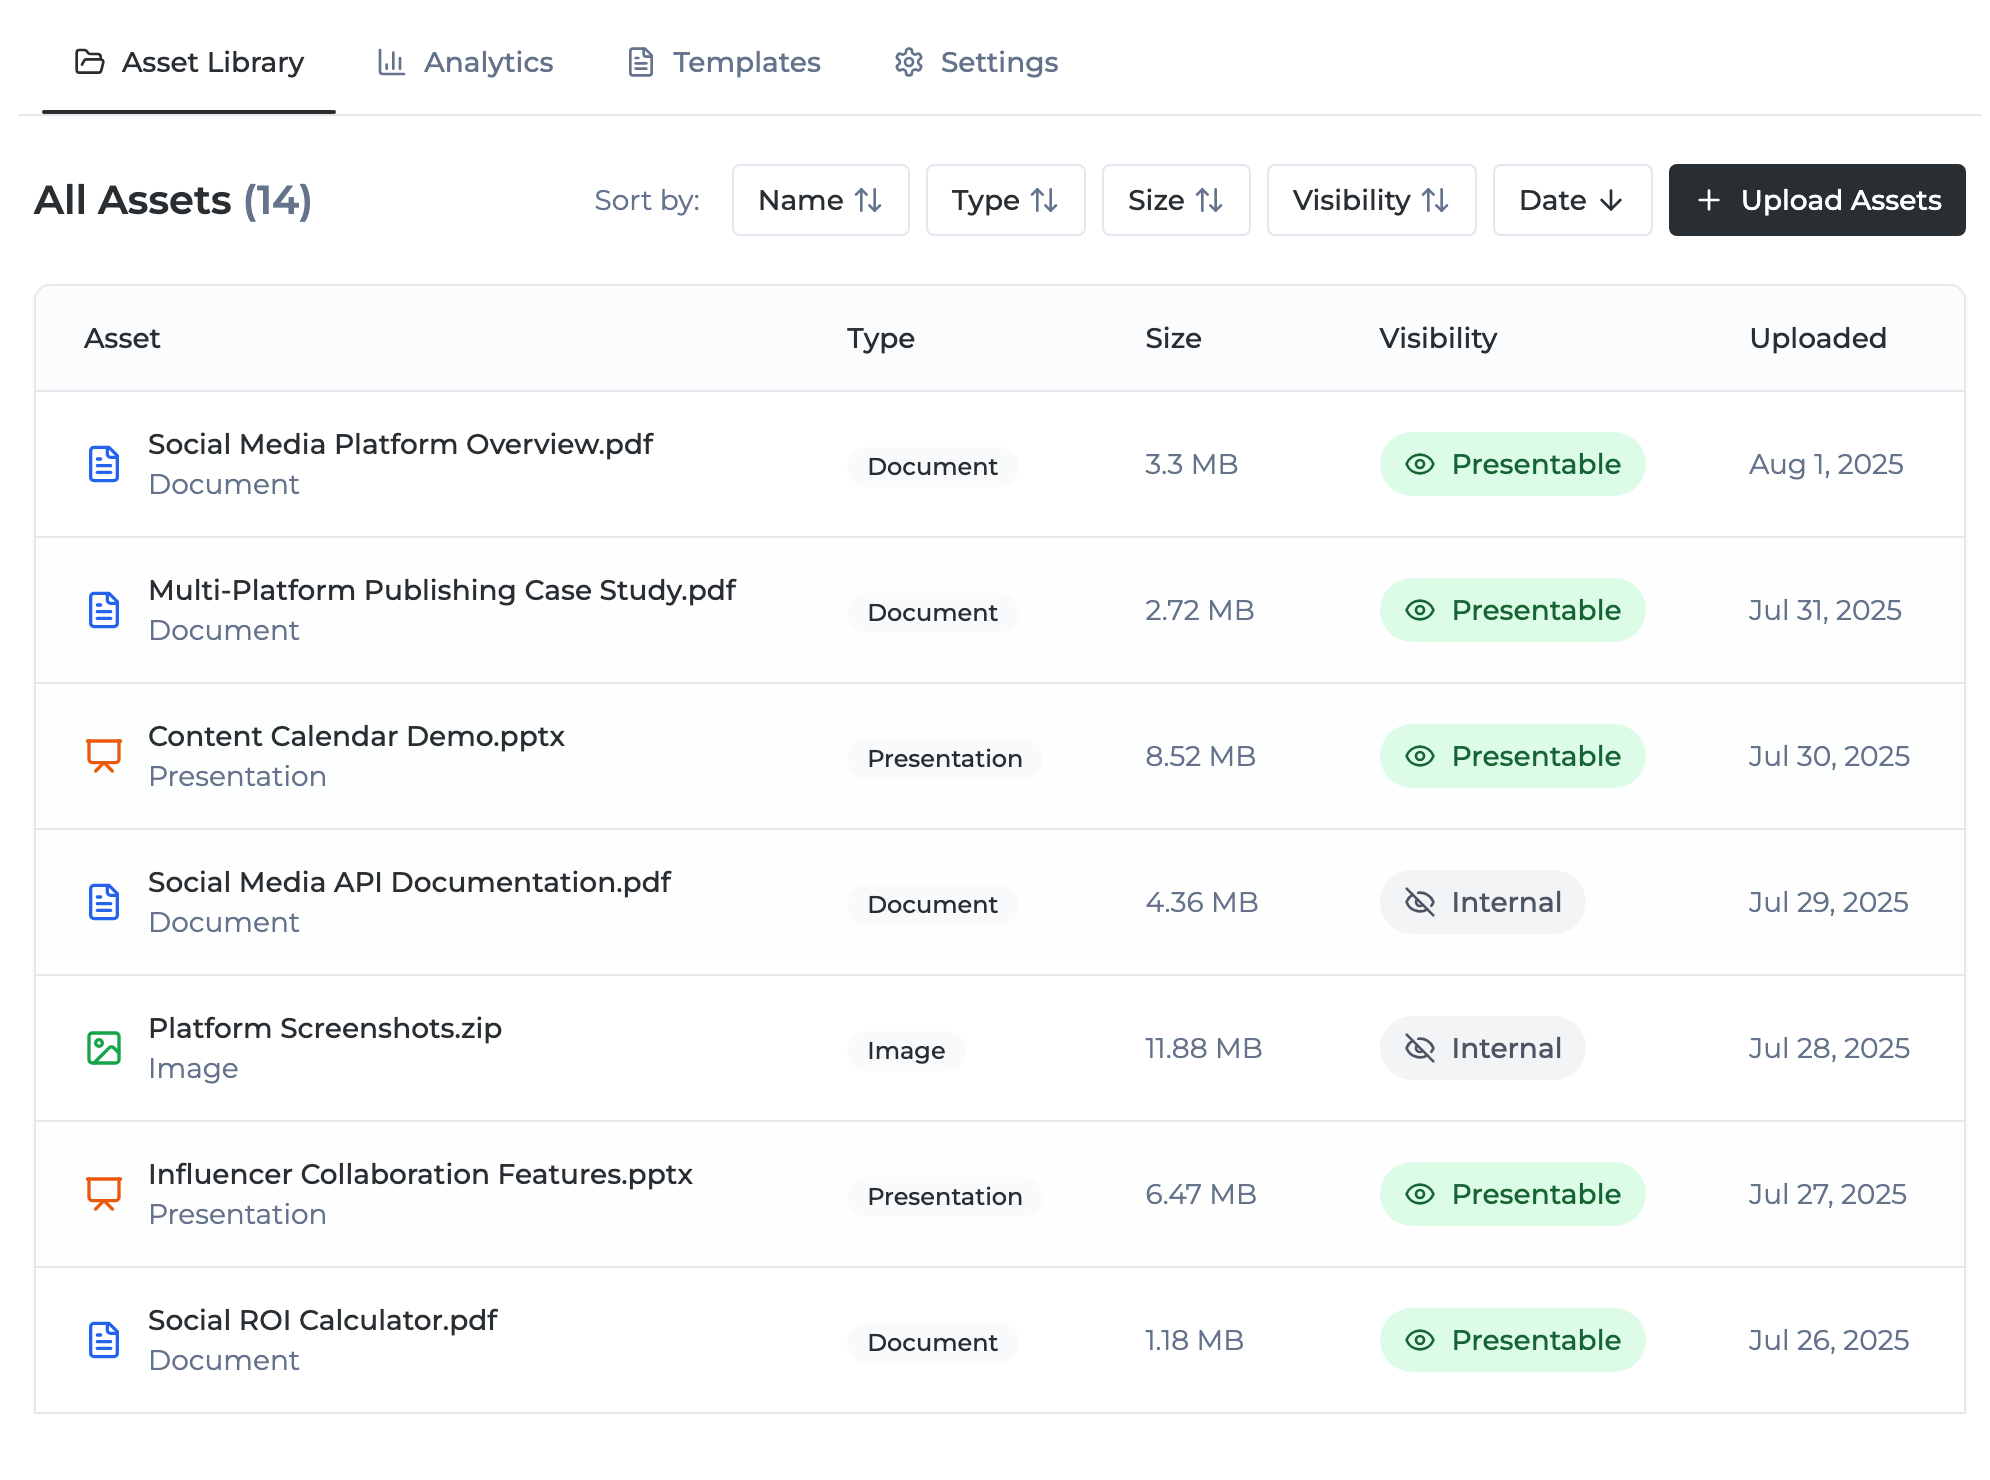 Asset Library Analytics Templates Settings
All Assets (14) Sort by: Name Type Size Visibility Date Upload Assets
Asset Type Size Visibility Uploaded
Social Media Platform Overview.pdf
Document Document 3.3 MB Presentable Aug 1, 2025
Multi-Platform Publishing Case Study.pdf
Document Document 2.72 MB Presentable Jul 31, 2025
Content Calendar Demo.pptx
Presentation Presentation 8.52 MB Presentable Jul 30, 2025
Social Media API Documentation.pdf
Document Document 4.36 MB Internal Jul 29, 2025
Platform Screenshots.zip
Image Image 11.88 MB Internal Jul 28, 2025
Influencer Collaboration Features.pptx
Presentation Presentation 6.47 MB Presentable Jul 27, 2025
Social ROI Calculator.pdf
Document Document 1.18 MB Presentable Jul 26, 2025